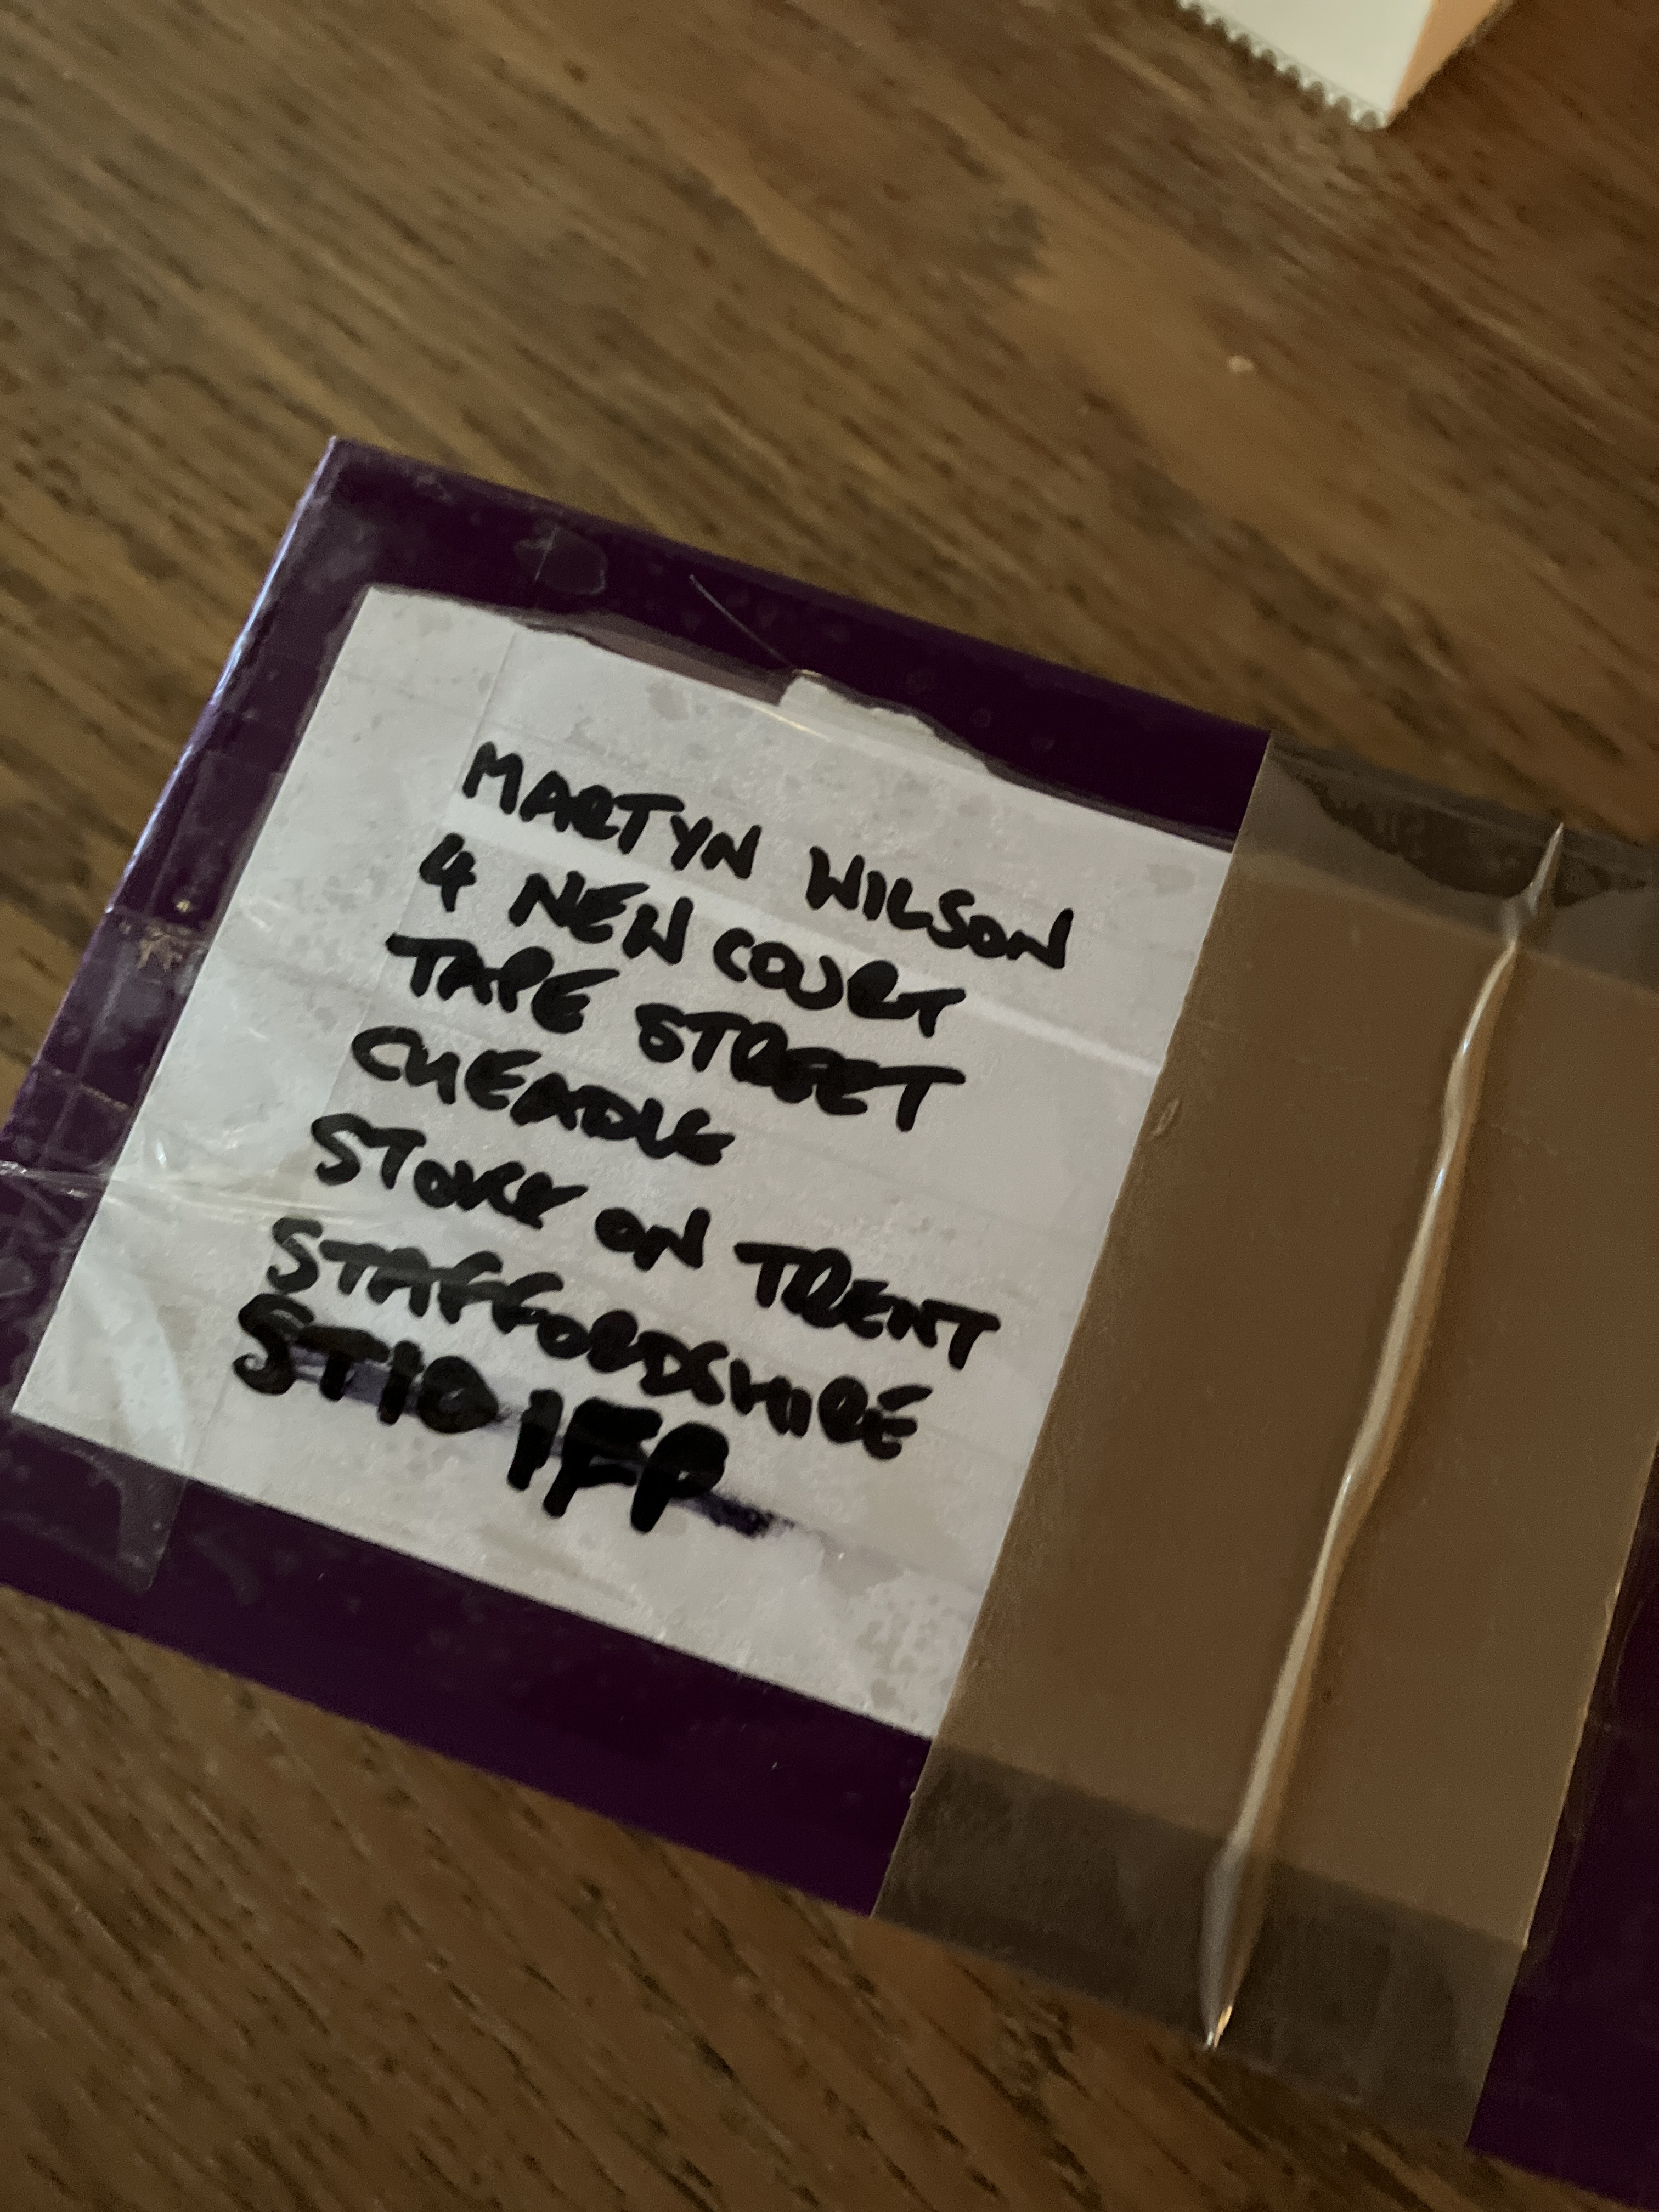 MARTYN WILSON
4 NEW COURT
TAPE STREET
CHEADLE
STOKE ON TRENT
STAFFORDSHIRE
ST10 1FP